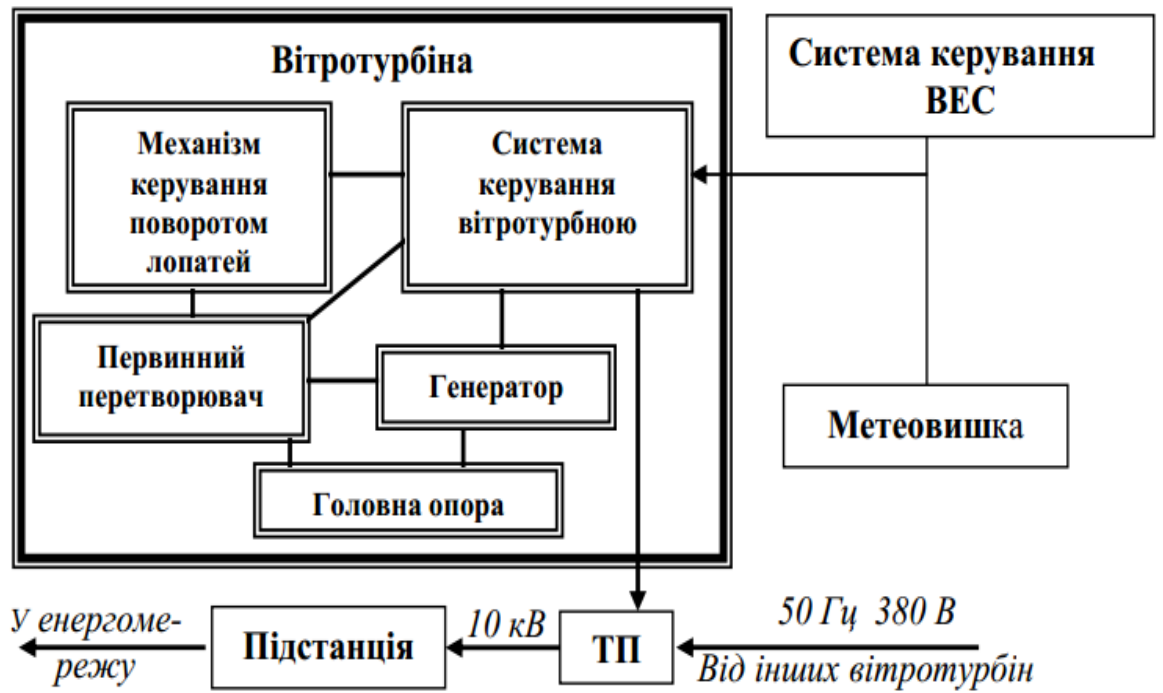 Вітротурбіна
Система керування
ВЕС
Механізм
керування
поворотом
лопатей
Система
керування
вітротурбною
Первинний
перетворювач
Генератор
Головна опора
Метеовишка
У енергоме-
режу
Підстанція
10 кВ
ТП
50 Гц 380 В
Від інших вітротурбін